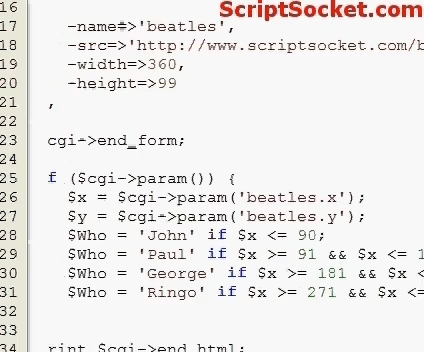 ScriptSocket.com
16
17 -name=>'beatles',
18 -src=>'http://www.scriptsocket.com/b
19 -width=>360,
20 -height=>99
21 ,
22
23 cgi->end_form;
24
25 f ($cgi->param()) {
26 $x = $cgi->param('beatles.x');
27 $y = $cgi->param('beatles.y');
28 $Who = 'John' if $x <= 90;
29 $Who = 'Paul' if $x >= 91 && $x <= 1
30 $Who = 'George' if $x >= 181 && $x <
31 $Who = 'Ringo' if $x >= 271 && $x <=
32
33
34 rint $cgi->end_html;